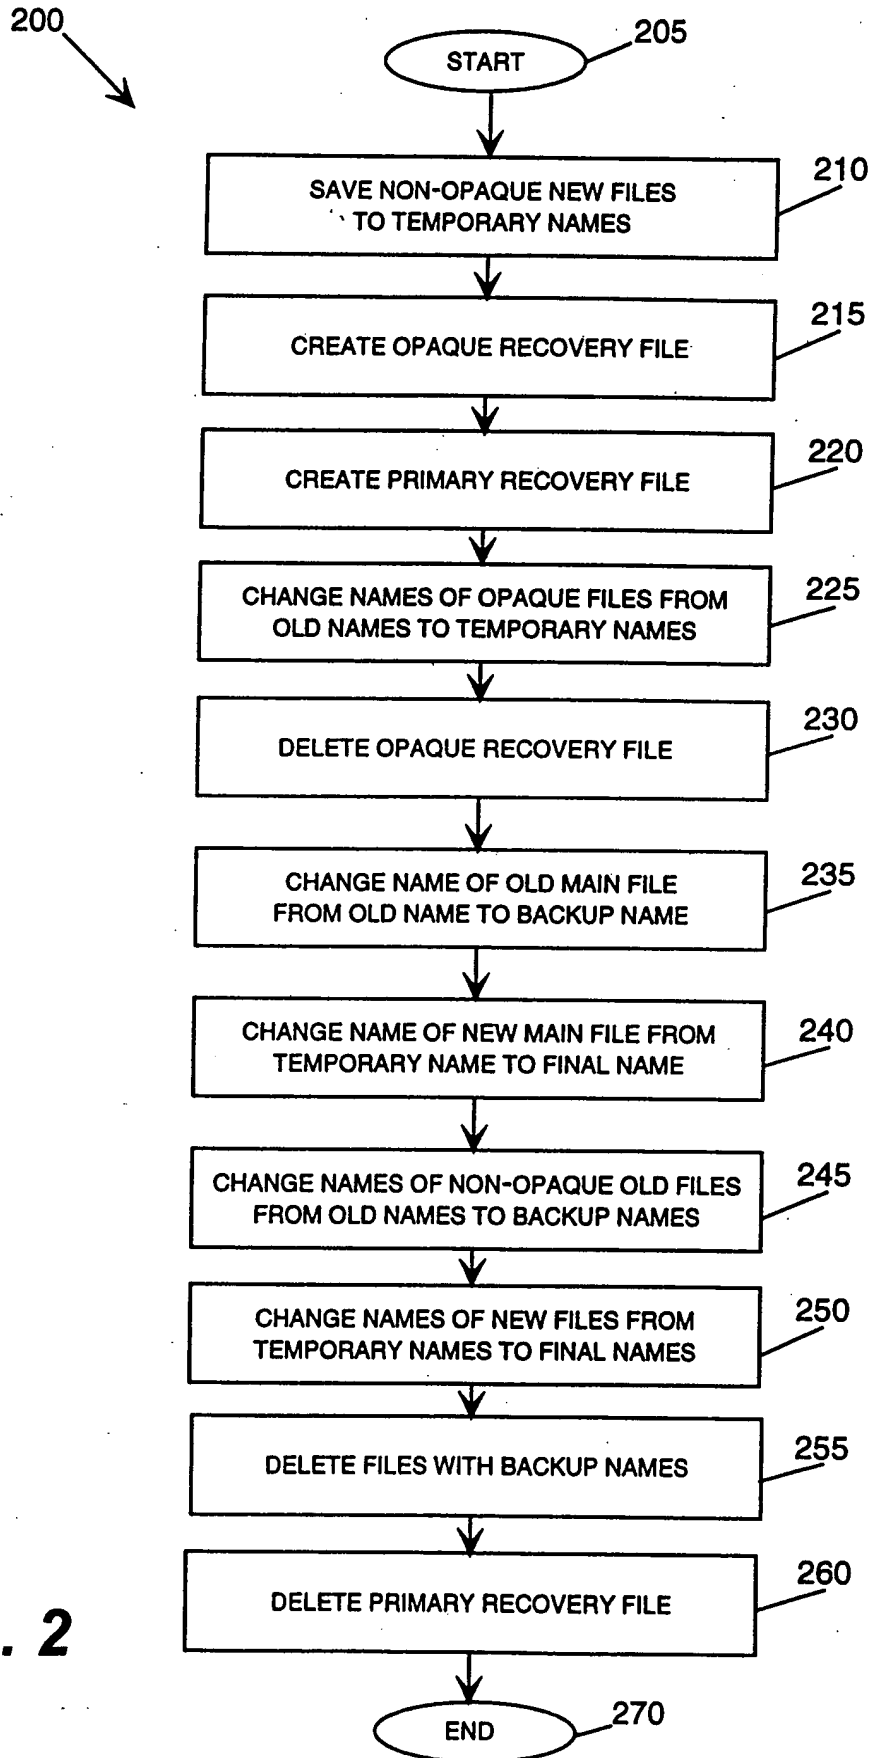 200
START
205
SAVE NON-OPAQUE NEW FILES
TO TEMPORARY NAMES
210
CREATE OPAQUE RECOVERY FILE
215
CREATE PRIMARY RECOVERY FILE
220
CHANGE NAMES OF OPAQUE FILES FROM
OLD NAMES TO TEMPORARY NAMES
225
DELETE OPAQUE RECOVERY FILE
230
CHANGE NAME OF OLD MAIN FILE
FROM OLD NAME TO BACKUP NAME
235
CHANGE NAME OF NEW MAIN FILE FROM
TEMPORARY NAME TO FINAL NAME
240
CHANGE NAMES OF NON-OPAQUE OLD FILES
FROM OLD NAMES TO BACKUP NAMES
245
CHANGE NAMES OF NEW FILES FROM
TEMPORARY NAMES TO FINAL NAMES
250
DELETE FILES WITH BACKUP NAMES
255
DELETE PRIMARY RECOVERY FILE
260
. 2
END
270